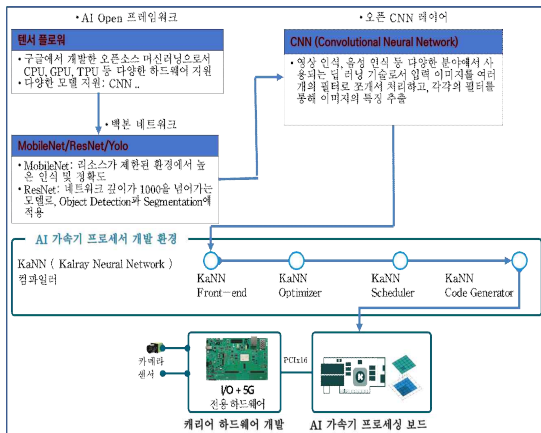 • AI Open 프레임워크
• 오픈 CNN 레이어
텐서 플로워
• 구글에서 개발한 오픈소스 머신러닝으로서
CPU, GPU, TPU 등 다양한 하드웨어 지원
• 다양한 모델 지원: CNN ..
CNN (Convolutional Neural Network)
• 영상 인식, 음성 인식 등 다양한 분야에서 사
용되는 딥 러닝 기술로서 입력 이미지를 여러
개의 필터로 쪼개서 처리하고, 각각의 필터를
통해 이미지의 특징 추출
• 백본 네트워크
MobileNet/ResNet/Yolo
• MobileNet: 리소스가 제한된 환경에서 높
은 인식 및 정확도
• ResNet: 네트워크 깊이가 1000을 넘어가는
모델로, Object Detection과 Segmentation에
적용
AI 가속기 프로세서 개발 환경
KaNN ( Kalray Neural Network )
컴파일러
KaNN
Front-end
KaNN
Optimizer
KaNN
Scheduler
KaNN
Code Generator
카메라
센서
I/O + 5G
전용 하드웨어
PCIx16
K
캐리어 하드웨어 개발
AI 가속기 프로세싱 보드